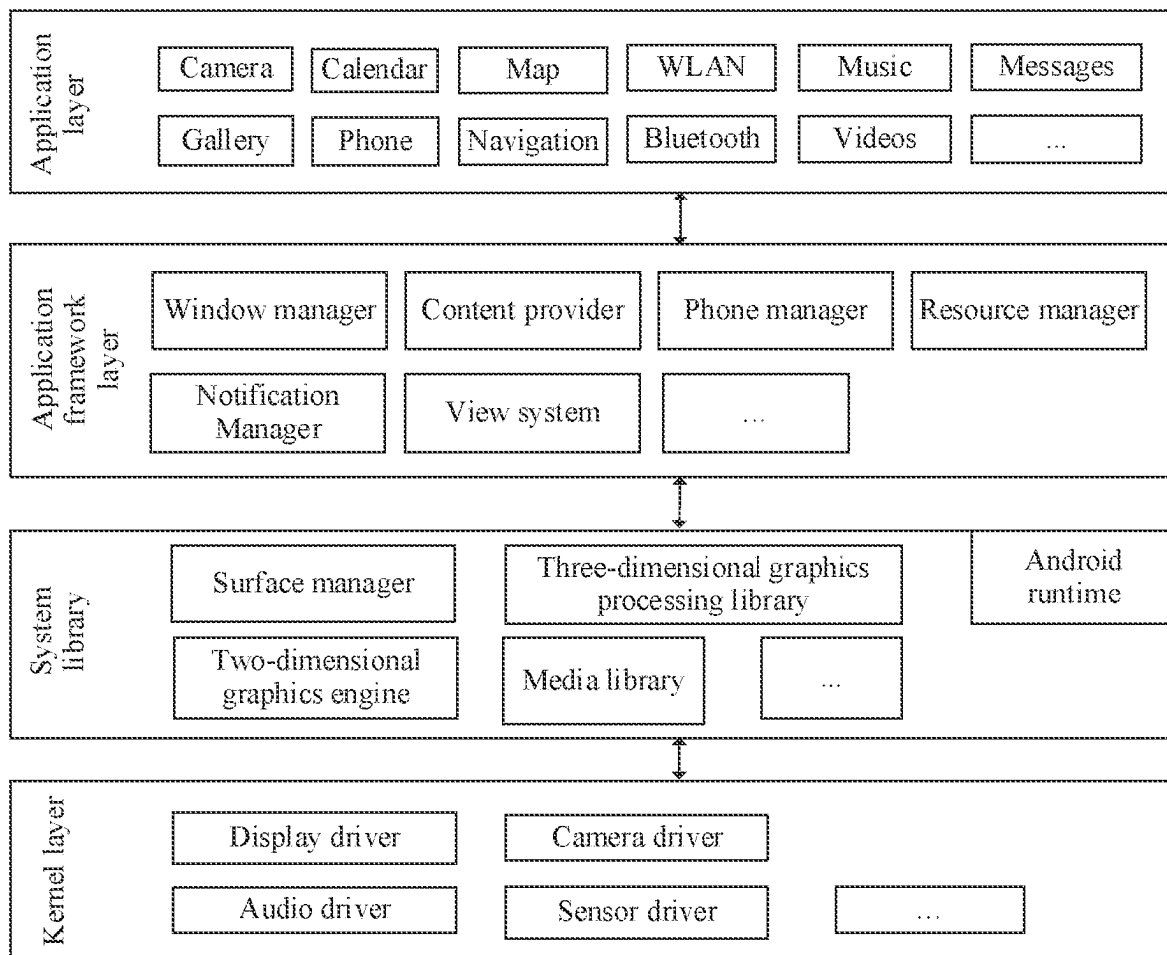 Application
layer
Camera
Calendar
Map
WLAN
Music
Messages
Gallery
Phone
Navigation
Bluetooth
Videos
...
Application
framework
layer
Window manager
Content provider
Phone manager
Resource manager
Notification
Manager
View system
...
System
library
Surface manager
Three-dimensional graphics
processing library
Android
runtime
Two-dimensional
graphics engine
Media library
...
Kernel layer
Display driver
Camera driver
Audio driver
Sensor driver
...